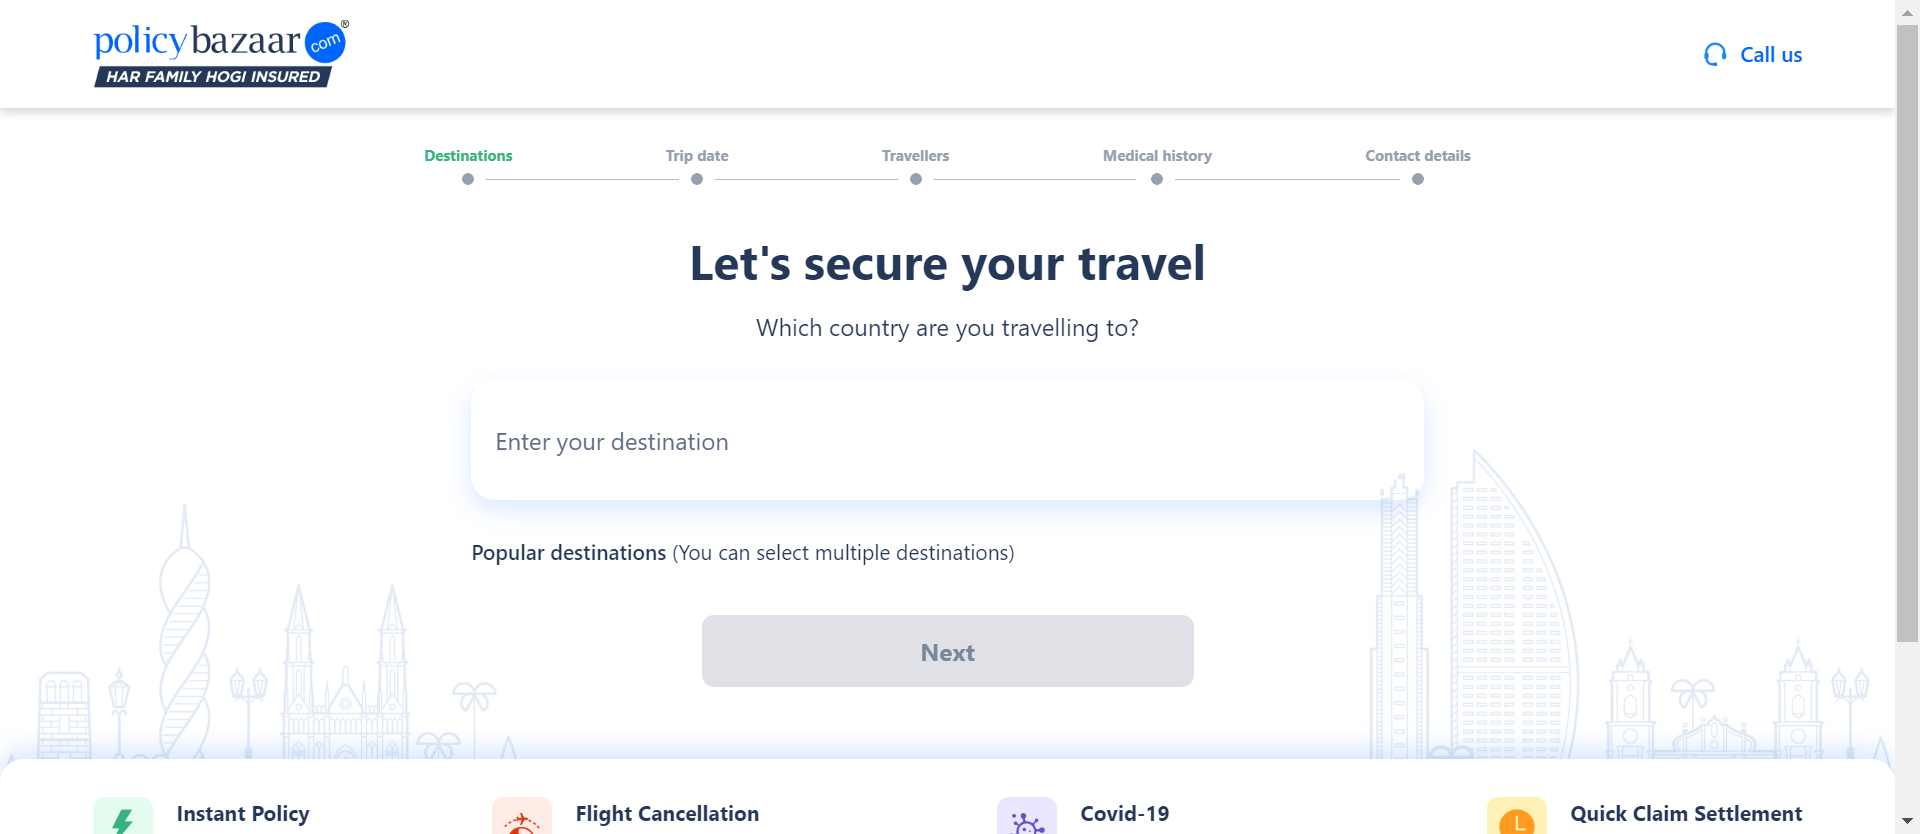 policybazaar com®
HAR FAMILY HOGI INSURED
Call us
Destinations
Trip date
Travellers
Medical history
Contact details
Let's secure your travel
Which country are you travelling to?
Enter your destination
Popular destinations (You can select multiple destinations)
Next
Instant Policy
Flight Cancellation
Covid-19
Quick Claim Settlement